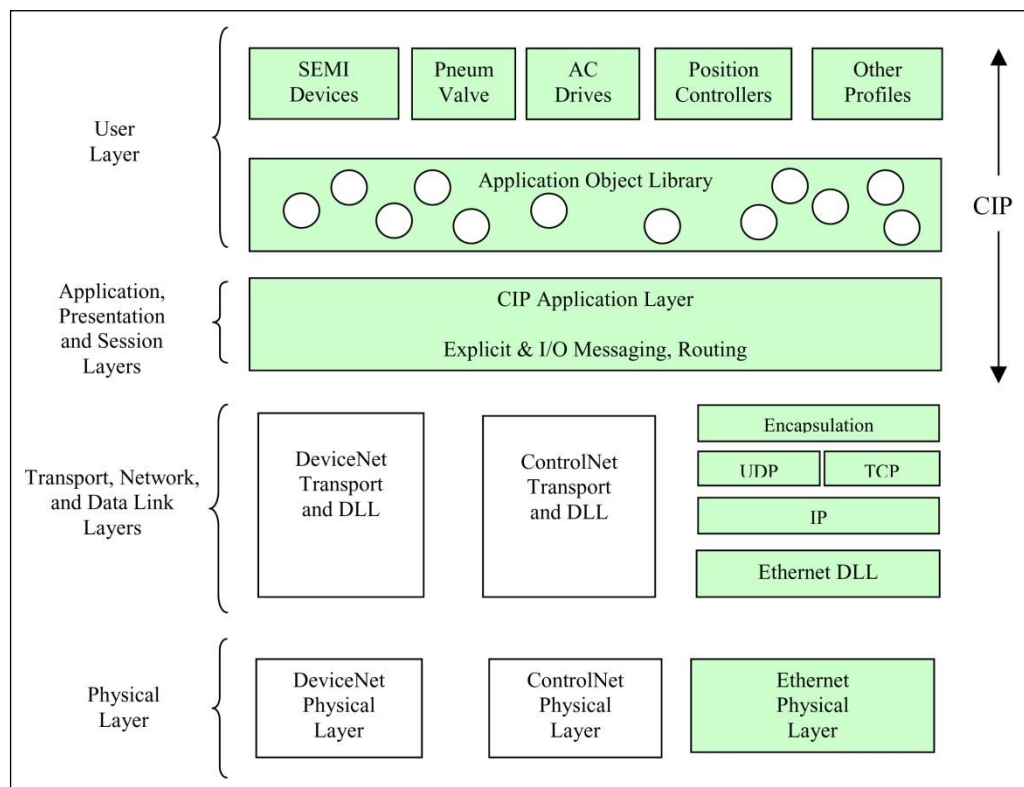 SEMI
Devices
Pneum
Valve
AC
Drives
Position
Controllers
Other
Profiles
User
Layer
Application Object Library
CIP
Application,
Presentation
and Session
Layers
CIP Application Layer
Explicit & I/O Messaging, Routing
Transport, Network,
and Data Link
Layers
DeviceNet
Transport
and DLL
ControlNet
Transport
and DLL
Encapsulation
UDP
TCP
IP
Ethernet DLL
Physical
Layer
DeviceNet
Physical
Layer
ControlNet
Physical
Layer
Ethernet
Physical
Layer